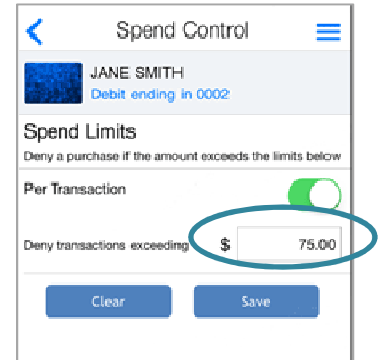 Spend Control
JANE SMITH
Debit ending in 0002
Spend Limits
Deny a purchase if the amount exceeds the limits below
Per Transaction
Deny transactions exceeding $ 75.00
Clear Save